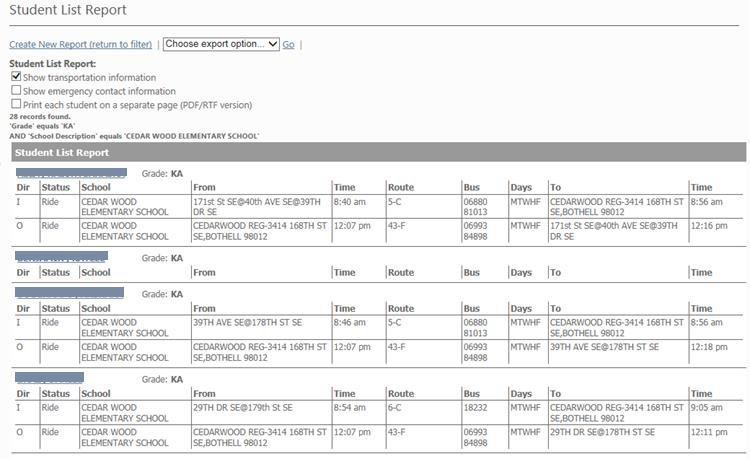 Student List Report
Create New Report (return to filter) | Choose export option... Go |
Student List Report:
Show transportation information
Show emergency contact information
Print each student on a separate page (PDF/RTF version)
28 records found.
'Grade' equals 'KA'
AND 'School Description' equals 'CEDAR WOOD ELEMENTARY SCHOOL'
Student List Report
Grade: KA
Dir Status School From Time Route Bus Days To Time
I Ride CEDAR WOOD 171st St SE@40th AVE SE@39TH 8:40 am 5-C 06880 MTWHF CEDARWOOD REG-3414 168TH ST 8:56 am
ELEMENTARY SCHOOL DR SE 81013 SE,BOTHELL 98012
O Ride CEDAR WOOD CEDARWOOD REG-3414 168TH ST 12:07 pm 43-F 06993 MTWHF 171st St SE@40th AVE SE@39TH 12:16 pm
ELEMENTARY SCHOOL SE,BOTHELL 98012 84898 DR SE
Grade: KA
Dir Status School From Time Route Bus Days To Time
Grade: KA
Dir Status School From Time Route Bus Days To Time
I Ride CEDAR WOOD 39TH AVE SE@178TH ST SE 8:46 am 5-C 06880 MTWHF CEDARWOOD REG-3414 168TH ST 8:56 am
ELEMENTARY SCHOOL 81013 SE,BOTHELL 98012
O Ride CEDAR WOOD CEDARWOOD REG-3414 168TH ST 12:07 pm 43-F 06993 MTWHF 39TH AVE SE@178TH ST SE 12:18 pm
ELEMENTARY SCHOOL SE,BOTHELL 98012 84898
Grade: KA
Dir Status School From Time Route Bus Days To Time
I Ride CEDAR WOOD 29TH DR SE@179th St SE 8:54 am 6-C 18232 MTWHF CEDARWOOD REG-3414 168TH ST 9:05 am
ELEMENTARY SCHOOL SE,BOTHELL 98012
O Ride CEDAR WOOD CEDARWOOD REG-3414 168TH ST 12:07 pm 43-F 06993 MTWHF 29TH DR SE@178TH ST SE 12:11 pm
ELEMENTARY SCHOOL SE,BOTHELL 98012 84898